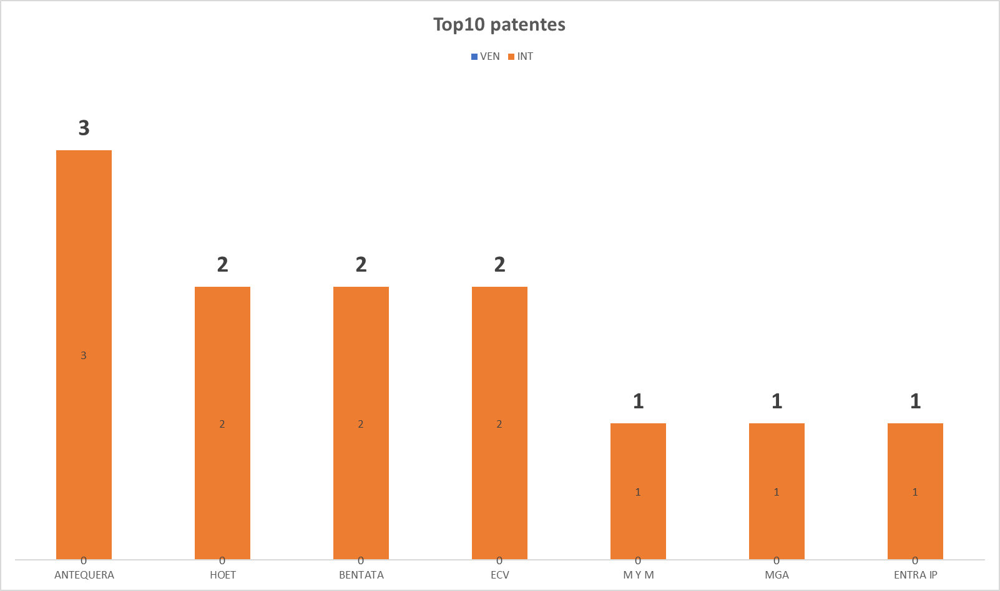 Top10 patentes
VEN INT
3
2 2 2
1 1 1
3
2 2 2
1 1 1
0 0 0 0 0 0 0
ANTEQUERA HOET BENTATA ECV M Y M MGA ENTRA IP